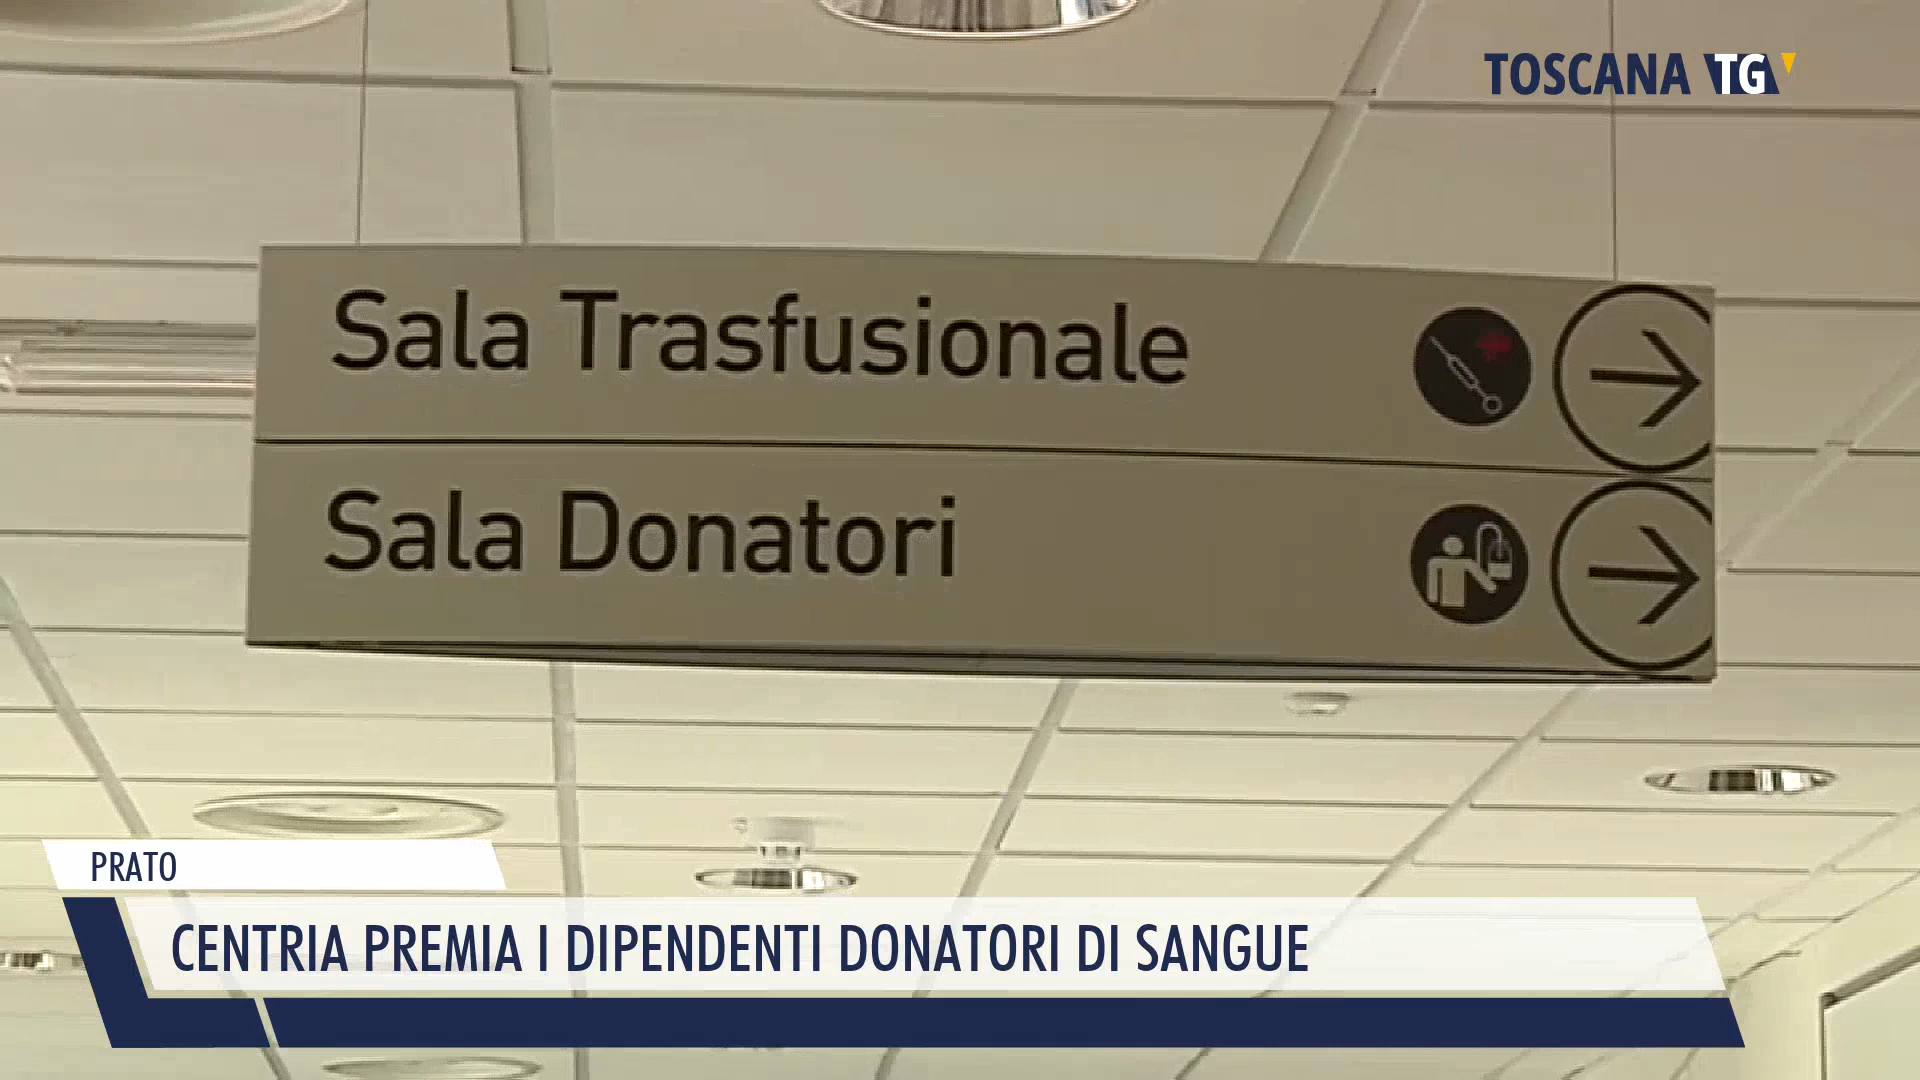 TOSCANA TG
Sala Trasfusionale
Sala Donatori
PRATO
CENTRIA PREMIA I DIPENDENTI DONATORI DI SANGUE